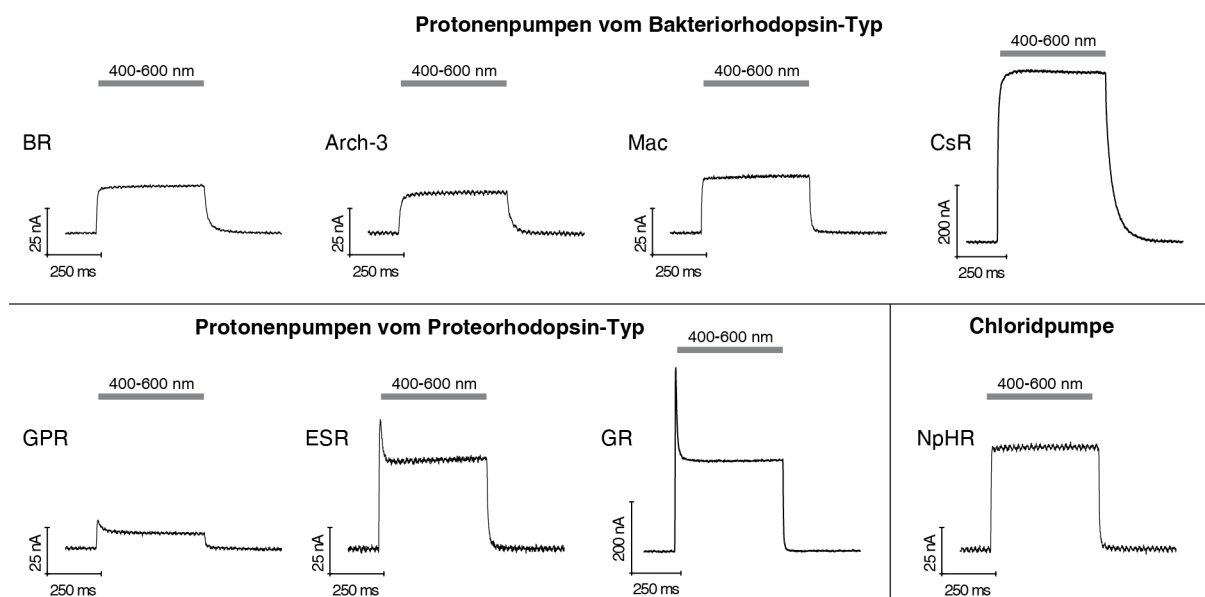 Protonenpumpen vom Bakteriorhodopsin-Typ
400-600 nm
BR
25 nA
250 ms
400-600 nm
Arch-3
25 nA
250 ms
400-600 nm
Mac
25 nA
250 ms
400-600 nm
CsR
200 nA
250 ms
Protonenpumpen vom Proteorhodopsin-Typ
400-600 nm
GPR
25 nA
250 ms
400-600 nm
ESR
25 nA
250 ms
400-600 nm
GR
200 nA
250 ms
Chloridpumpe
400-600 nm
NpHR
25 nA
250 ms